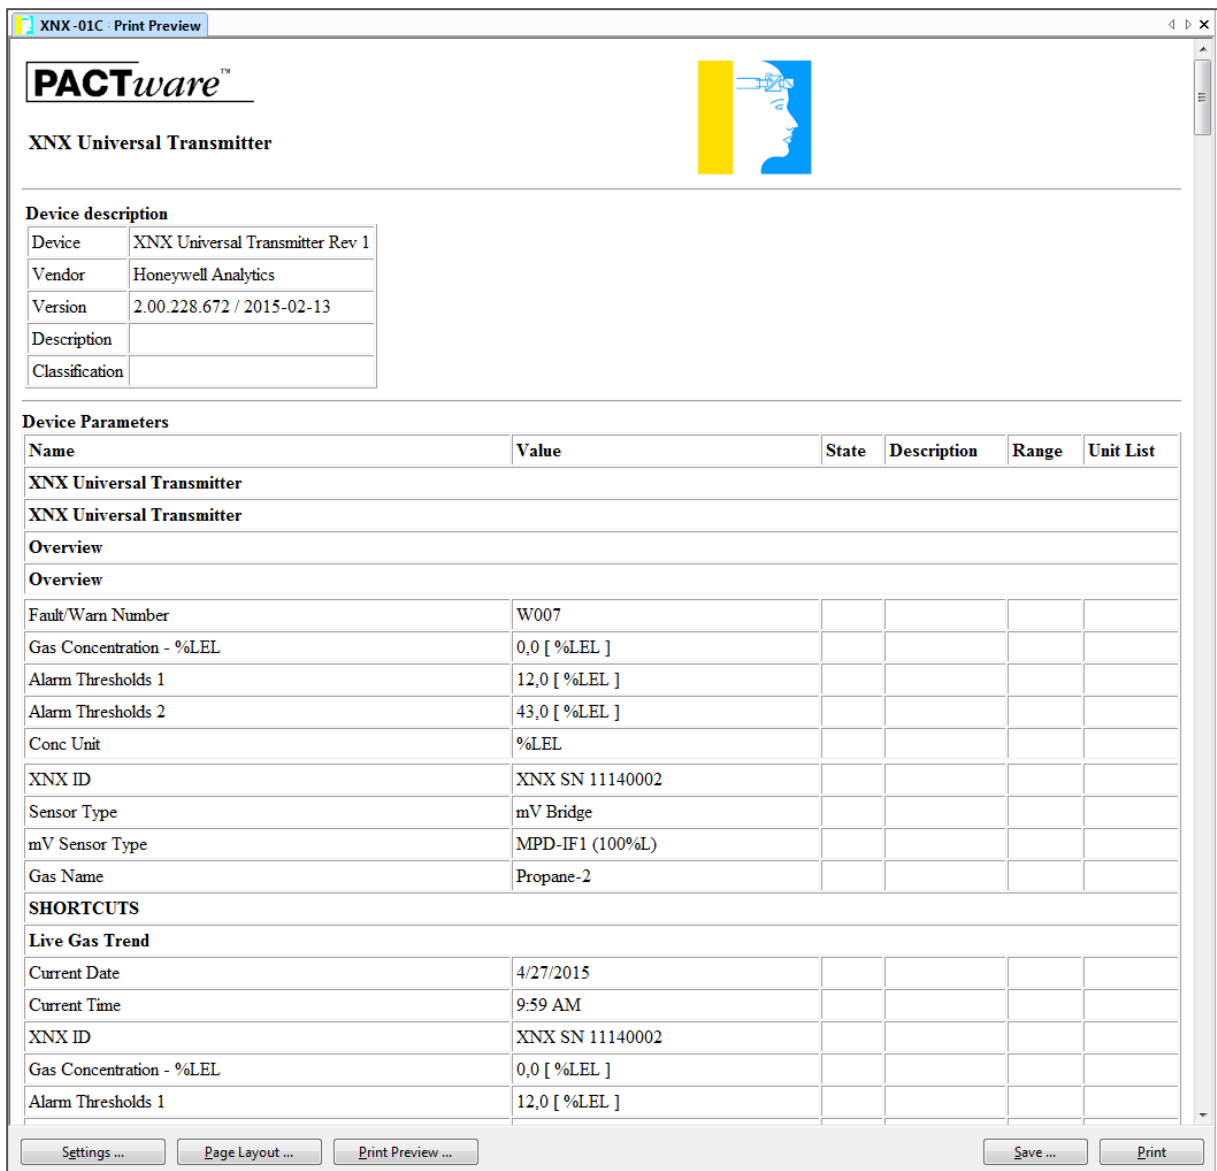 XNX -01C Print Preview
PACTware™
XNX Universal Transmitter
Device description
Device XNX Universal Transmitter Rev 1
Vendor Honeywell Analytics
Version 2.00.228.672 / 2015-02-13
Description
Classification
Device Parameters
Name Value State Description Range Unit List
XNX Universal Transmitter
XNX Universal Transmitter
Overview
Overview
Fault/Warn Number W007
Gas Concentration - %LEL 0,0 [ %LEL ]
Alarm Thresholds 1 12,0 [ %LEL ]
Alarm Thresholds 2 43,0 [ %LEL ]
Conc Unit %LEL
XNX ID XNX SN 11140002
Sensor Type mV Bridge
mV Sensor Type MPD-IF1 (100%L)
Gas Name Propane-2
SHORTCUTS
Live Gas Trend
Current Date 4/27/2015
Current Time 9:59 AM
XNX ID XNX SN 11140002
Gas Concentration - %LEL 0,0 [ %LEL ]
Alarm Thresholds 1 12,0 [ %LEL ]
Settings ... Page Layout ... Print Preview ... Save ... Print